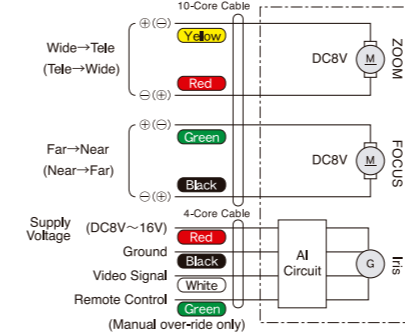 10-Core Cable
⊕(⊖)
Yellow
Wide→Tele
(Tele→Wide)
DC8V
M
ZOOM
Red
⊖(⊕)
⊕(⊖)
Green
Far→Near
(Near→Far)
DC8V
M
FOCUS
Black
⊖(⊕)
4-Core Cable
Supply
Voltage
(DC8V～16V)
Red
Ground
Black
AI
Circuit
G
Iris
Video Signal
White
Remote Control
Green
(Manual over-ride only)